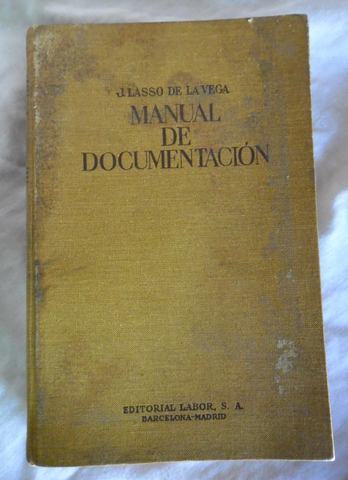 J. LASSO DE LA VEGA
MANUAL
DE
DOCUMENTACIÓN
EDITORIAL LABOR, S. A.
BARCELONA-MADRID